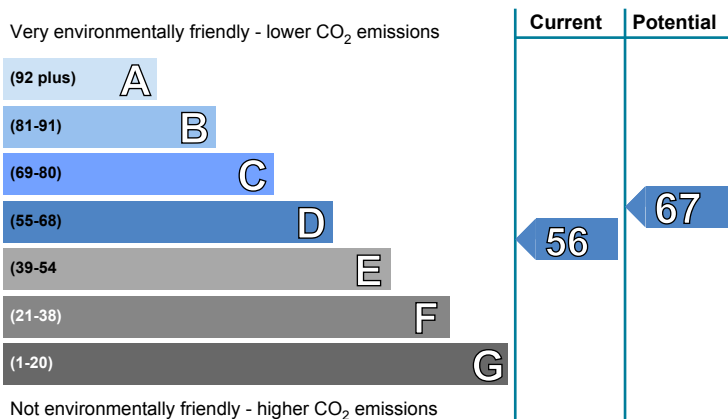 Current Potential
Very environmentally friendly - lower CO2 emissions
(92 plus) A
(81-91) B
(69-80) C
(55-68) D
67
56
(39-54 E
(21-38) F
(1-20) G
Not environmentally friendly - higher CO2 emissions